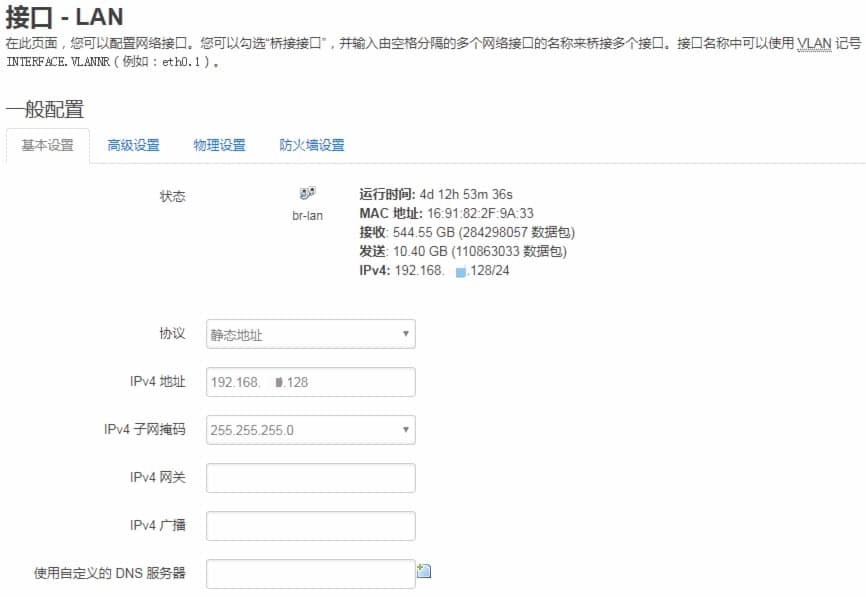 接口 - LAN
在此页面，您可以配置网络接口。您可以勾选“桥接接口”，并输入由空格分隔的多个网络接口的名称来桥接多个接口。接口名称中可以使用 VLAN 记号
INTERFACE.VLANNR（例如：eth0.1）。
一般配置
基本设置 高级设置 物理设置 防火墙设置
状态
br-lan
运行时间: 4d 12h 53m 36s
MAC 地址: 16:91:82:2F:9A:33
接收: 544.55 GB (284298057 数据包)
发送: 10.40 GB (110863033 数据包)
IPv4: 192.168. .128/24
协议 静态地址
IPv4 地址 192.168. .128
IPv4 子网掩码 255.255.255.0
IPv4 网关
IPv4 广播
使用自定义的 DNS 服务器